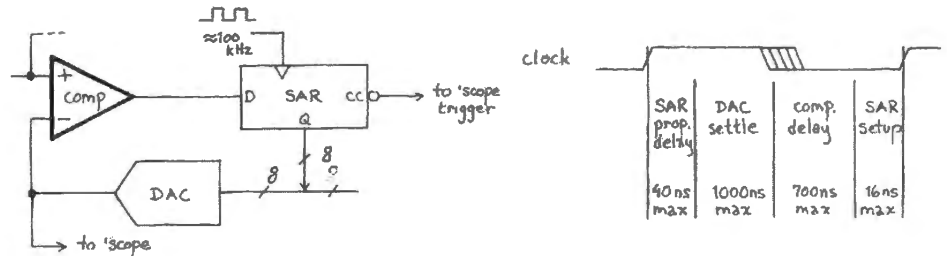 ≈100
kHz
+
comp
−
D
SAR
CC
Q
to 'scope
trigger
8
8
8
DAC
to 'scope
clock
SAR
prop.
delay
DAC
settle
comp.
delay
SAR
setup
40ns
max
1000ns
max
700ns
max
16ns
max